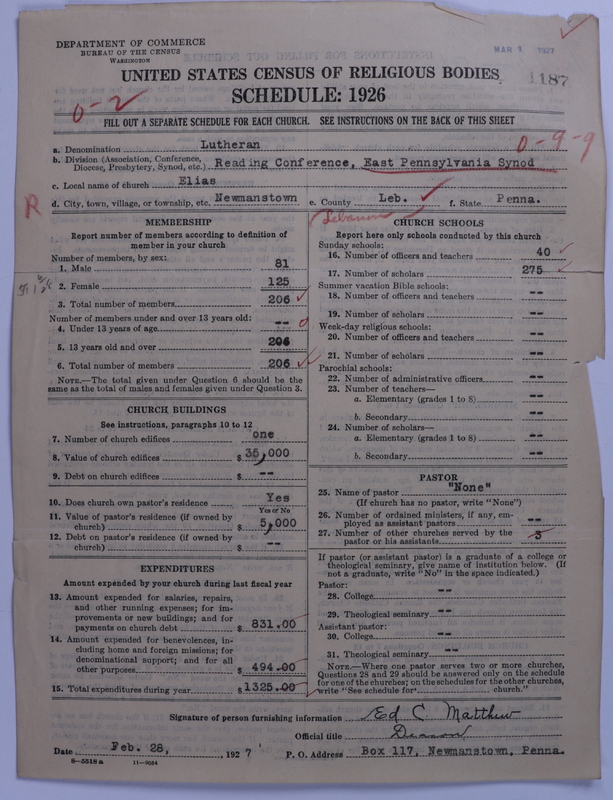 DEPARTMENT OF COMMERCE
BUREAU OF THE CENSUS
WASHINGTON
MAR 1 1927
UNITED STATES CENSUS OF RELIGIOUS BODIES
1187
SCHEDULE: 1926
0-2
FILL OUT A SEPARATE SCHEDULE FOR EACH CHURCH. SEE INSTRUCTIONS ON THE BACK OF THIS SHEET
a. Denomination Lutheran
0-9-9
b. Division (Association, Conference, Diocese, Presbytery, Synod, etc.) Reading Conference, East Pennsylvania Synod
c. Local name of church Elias
d. City, town, village, or township, etc. Newmanstown e. County Leb. f. State Penna.
R
Lebanon
MEMBERSHIP
Report number of members according to definition of
member in your church
Number of members, by sex:
1. Male 81
2. Female 125
3. Total number of members 206
Number of members under and over 13 years old:
4. Under 13 years of age -- 0
5. 13 years old and over 206
6. Total number of members 206
NOTE.—The total given under Question 6 should be
same as the total of males and females given under Question 3.
CHURCH BUILDINGS
See instructions, paragraphs 10 to 12
7. Number of church edifices one
8. Value of church edifices $ 35,000
9. Debt on church edifices $ --
10. Does church own pastor's residence Yes
Yes or No
11. Value of pastor's residence (if owned by
church) $ 5,000
12. Debt on pastor's residence (if owned by
church) $ --
EXPENDITURES
Amount expended by your church during last fiscal year
13. Amount expended for salaries, repairs,
and other running expenses; for im-
provements or new buildings; and for
payments on church debt $ 831.00
14. Amount expended for benevolences, in-
cluding home and foreign missions; for
denominational support; and for all
other purposes $ 494.00
15. Total expenditures during year $ 1325.00
CHURCH SCHOOLS
Report here only schools conducted by this church
Sunday schools:
16. Number of officers and teachers 40
17. Number of scholars 275
Summer vacation Bible schools:
18. Number of officers and teachers --
19. Number of scholars --
Week-day religious schools:
20. Number of officers and teachers --
21. Number of scholars --
Parochial schools:
22. Number of administrative officers --
23. Number of teachers—
a. Elementary (grades 1 to 8) --
b. Secondary --
24. Number of scholars—
a. Elementary (grades 1 to 8) --
b. Secondary --
PASTOR
25. Name of pastor "None"
(If church has no pastor, write "None")
26. Number of ordained ministers, if any, em-
ployed as assistant pastors --
27. Number of other churches served by the
pastor or his assistants 3
If pastor (or assistant pastor) is a graduate of a college or
theological seminary, give name of institution below. (If
not a graduate, write "No" in the space indicated.)
Pastor:
28. College --
29. Theological seminary --
Assistant pastor:
30. College --
31. Theological seminary --
NOTE.—Where one pastor serves two or more churches,
Questions 28 and 29 should be answered only on the schedule
for one of the churches; on the schedules for the other churches,
write "See schedule for church."
Signature of person furnishing information Ed C Matthew
Official title Deacon
Date Feb. 28, 1927 P. O. Address Box 117, Newmanstown, Penna.
8-5518a 11-9034